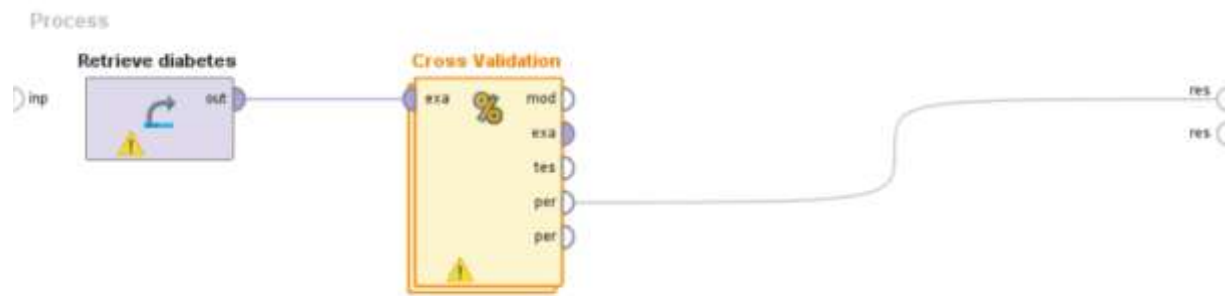 Process
Retrieve diabetes
Cross Validation
inp
out
exa
mod
exa
tes
per
per
res
res